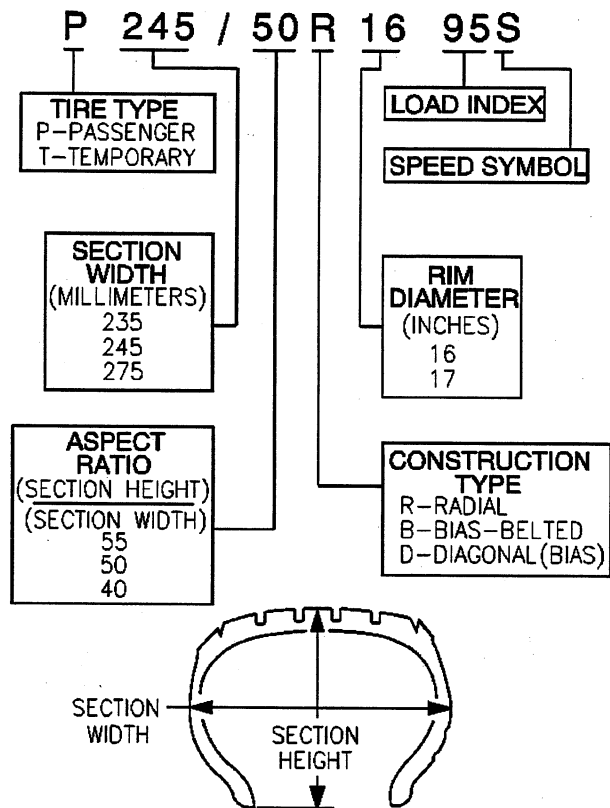 P 245 / 50 R 16 95S
TIRE TYPE
P-PASSENGER
T-TEMPORARY
LOAD INDEX
SPEED SYMBOL
SECTION
WIDTH
(MILLIMETERS)
235
245
275
RIM
DIAMETER
(INCHES)
16
17
ASPECT
RATIO
(SECTION HEIGHT)
(SECTION WIDTH)
55
50
40
CONSTRUCTION
TYPE
R-RADIAL
B-BIAS-BELTED
D-DIAGONAL(BIAS)
SECTION
WIDTH
SECTION
HEIGHT